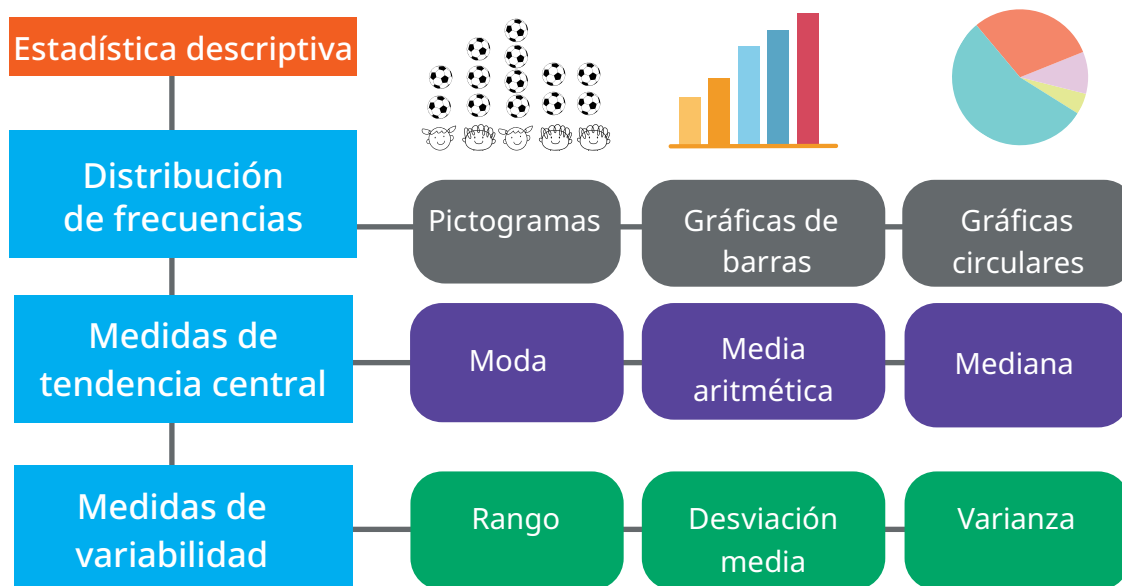 Estadística descriptiva
Distribución
de frecuencias
Pictogramas
Gráficas de
barras
Gráficas
circulares
Medidas de
tendencia central
Moda
Media
aritmética
Mediana
Medidas de
variabilidad
Rango
Desviación
media
Varianza